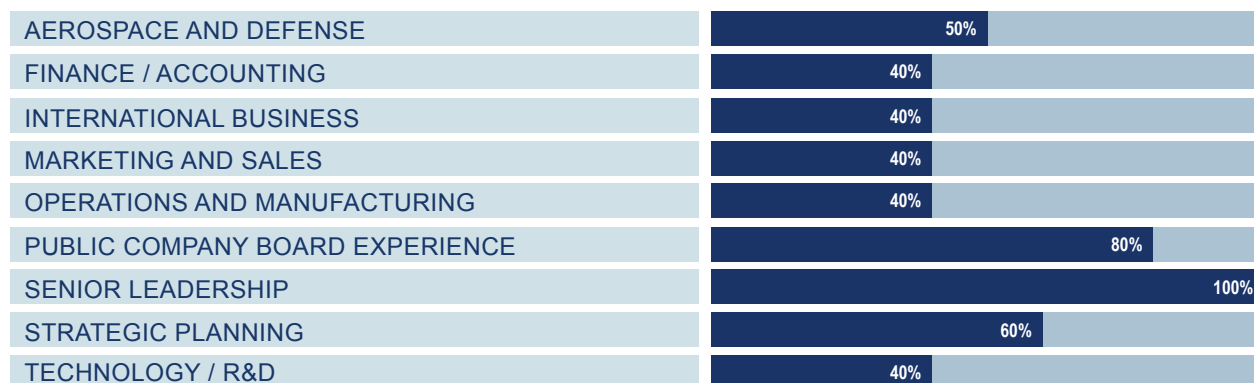 AEROSPACE AND DEFENSE 50%
FINANCE / ACCOUNTING 40%
INTERNATIONAL BUSINESS 40%
MARKETING AND SALES 40%
OPERATIONS AND MANUFACTURING 40%
PUBLIC COMPANY BOARD EXPERIENCE 80%
SENIOR LEADERSHIP 100%
STRATEGIC PLANNING 60%
TECHNOLOGY / R&D 40%